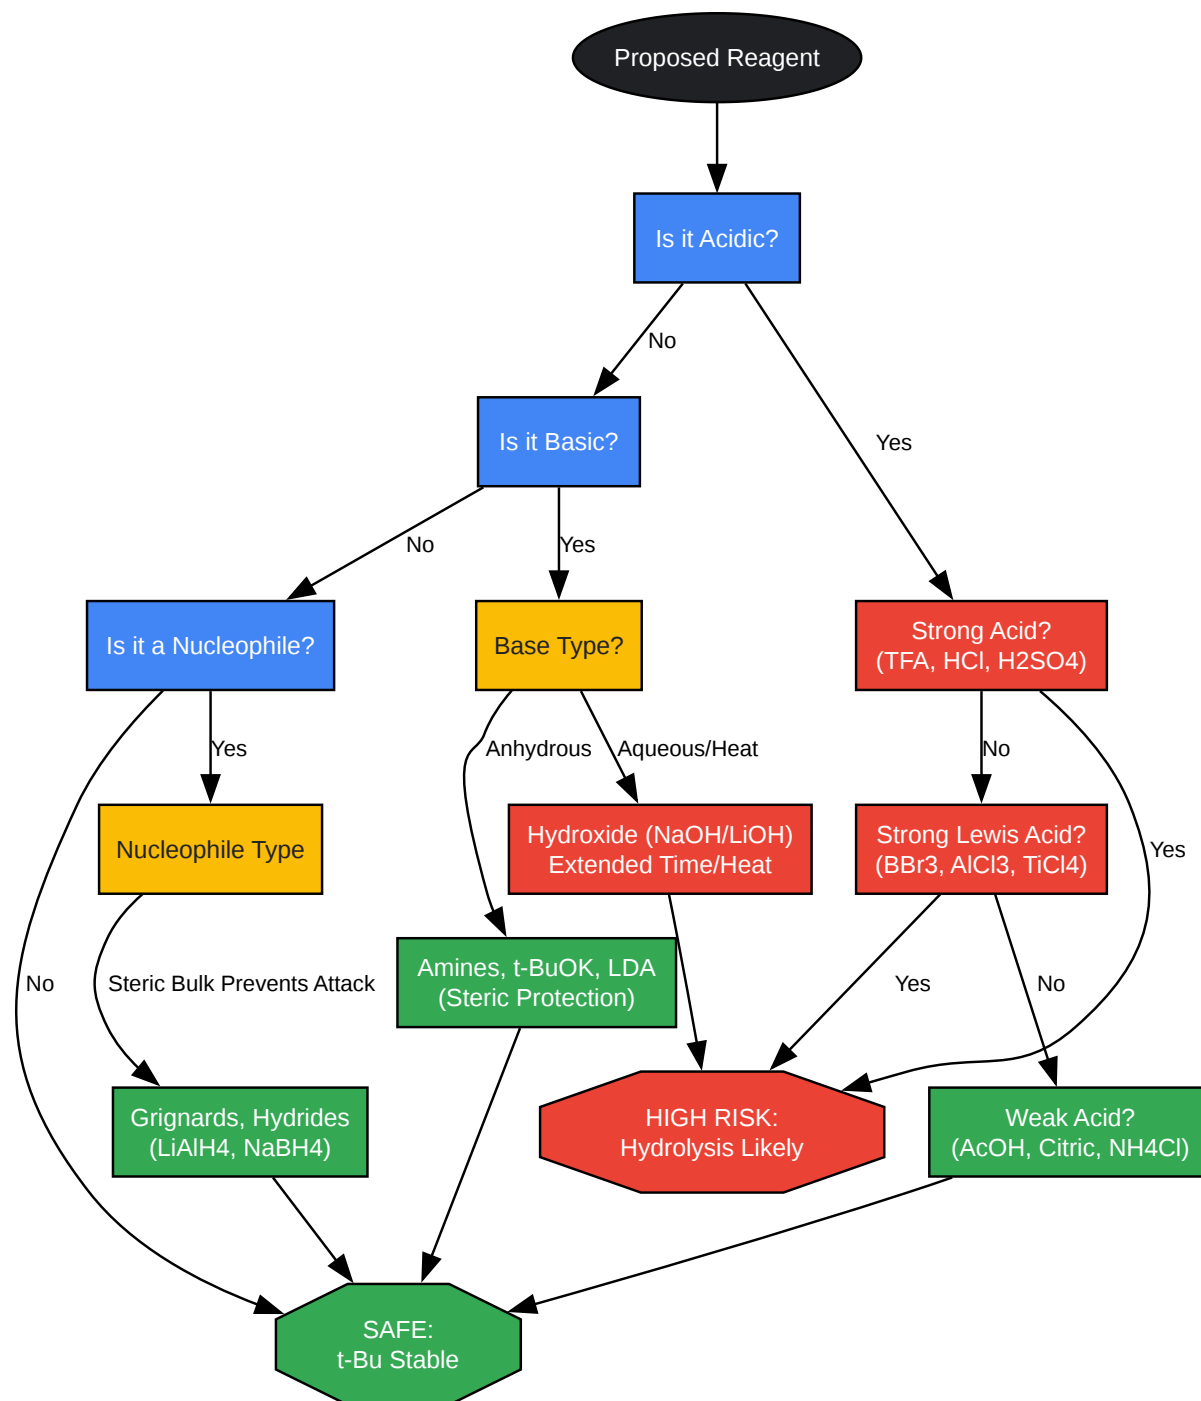 Proposed Reagent
Is it Acidic?
No
Yes
Is it Basic?
No
Yes
Is it a Nucleophile?
Base Type?
Strong Acid?
(TFA, HCl, H2SO4)
Yes
Anhydrous
Aqueous/Heat
No
Yes
Nucleophile Type
Hydroxide (NaOH/LiOH)
Extended Time/Heat
Strong Lewis Acid?
(BBr3, AlCl3, TiCl4)
No
Steric Bulk Prevents Attack
Amines, t-BuOK, LDA
(Steric Protection)
Yes
No
Grignards, Hydrides
(LiAlH4, NaBH4)
HIGH RISK:
Hydrolysis Likely
Weak Acid?
(AcOH, Citric, NH4Cl)
SAFE:
t-Bu Stable